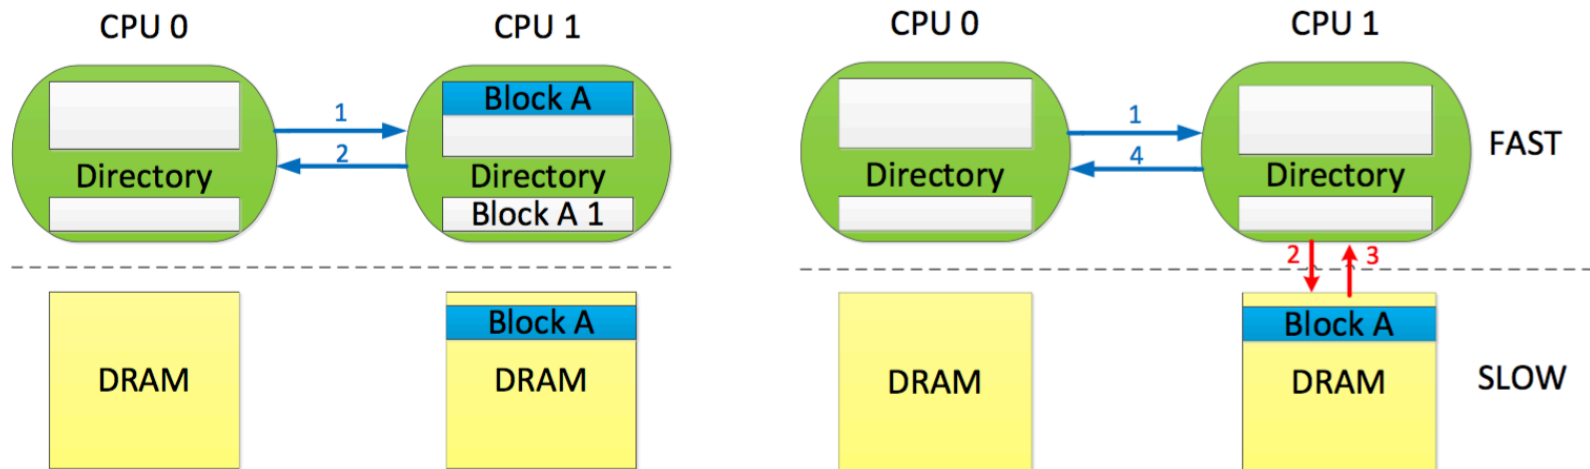 CPU 0
CPU 1
Block A
1
2
Directory
Directory
Block A 1
Block A
DRAM
DRAM
CPU 0
CPU 1
1
4
FAST
Directory
Directory
2
3
Block A
DRAM
DRAM
SLOW